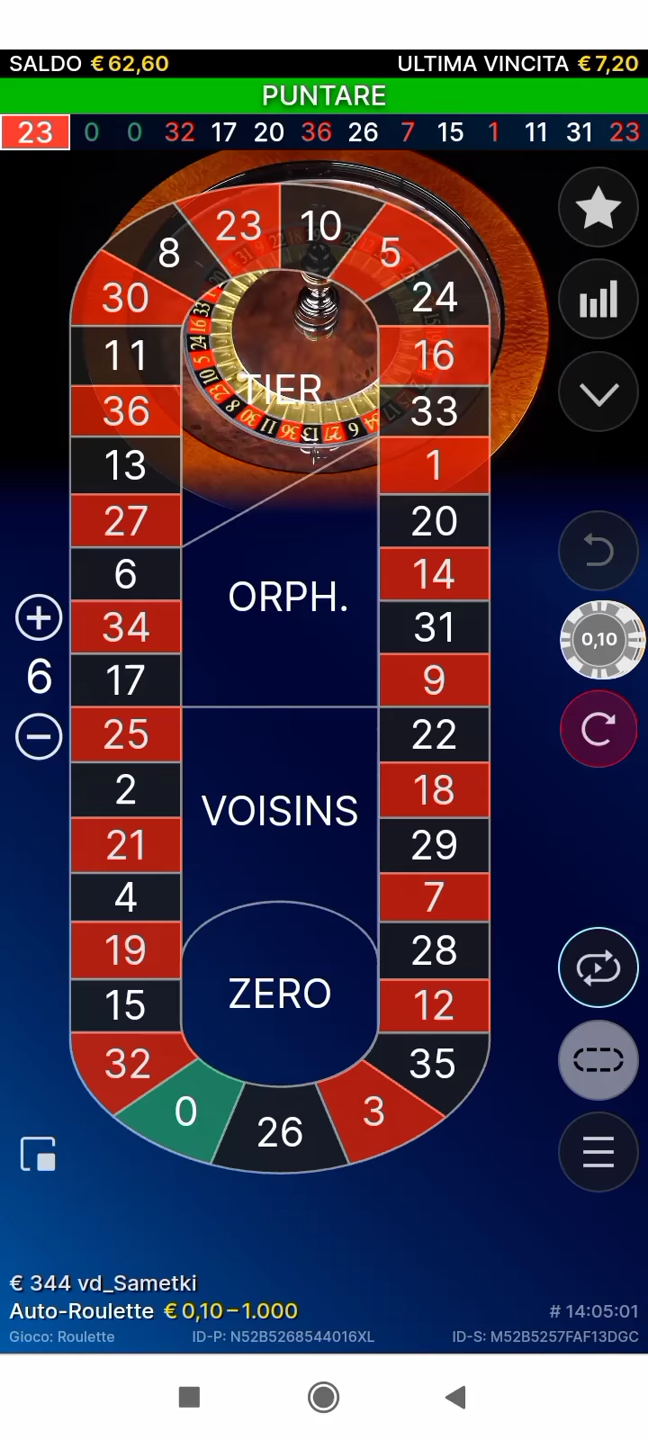 SALDO € 62,60 ULTIMA VINCITA € 7,20
PUNTARE
23 0 0 32 17 20 36 26 7 15 1 11 31 23
8 23 10 5
30 24
11 16
TIER
36 33
13 1
27 20
6 14
ORPH.
34 31
17 9
25 22
2 18
VOISINS
21 29
4 7
19 28
ZERO
15 12
32 35
0 26 3
+
6
−
0,10
€ 344 vd_Sametki
Auto-Roulette € 0,10–1.000 # 14:05:01
Gioco: Roulette ID-P: N52B5268544016XL ID-S: M52B5257FAF13DGC